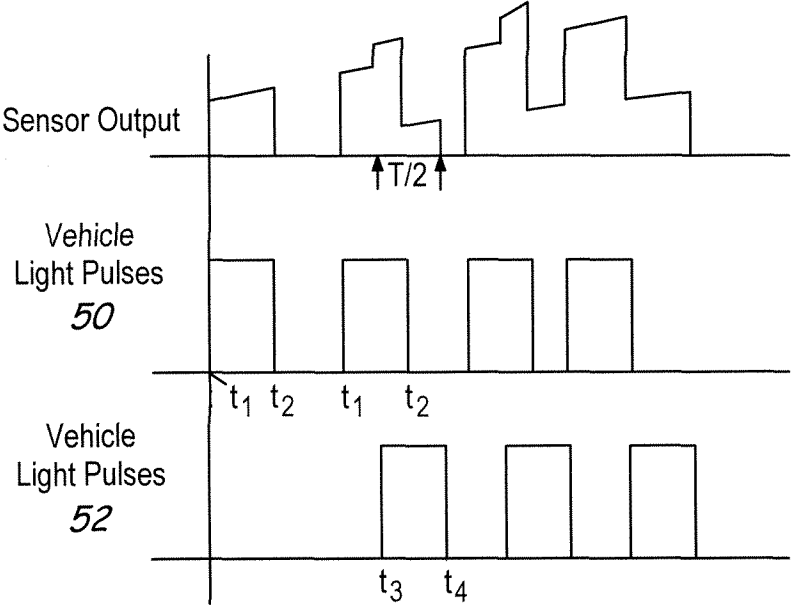 Sensor Output
T/2
Vehicle
Light Pulses
50
t1 t2 t1 t2
Vehicle
Light Pulses
52
t3 t4